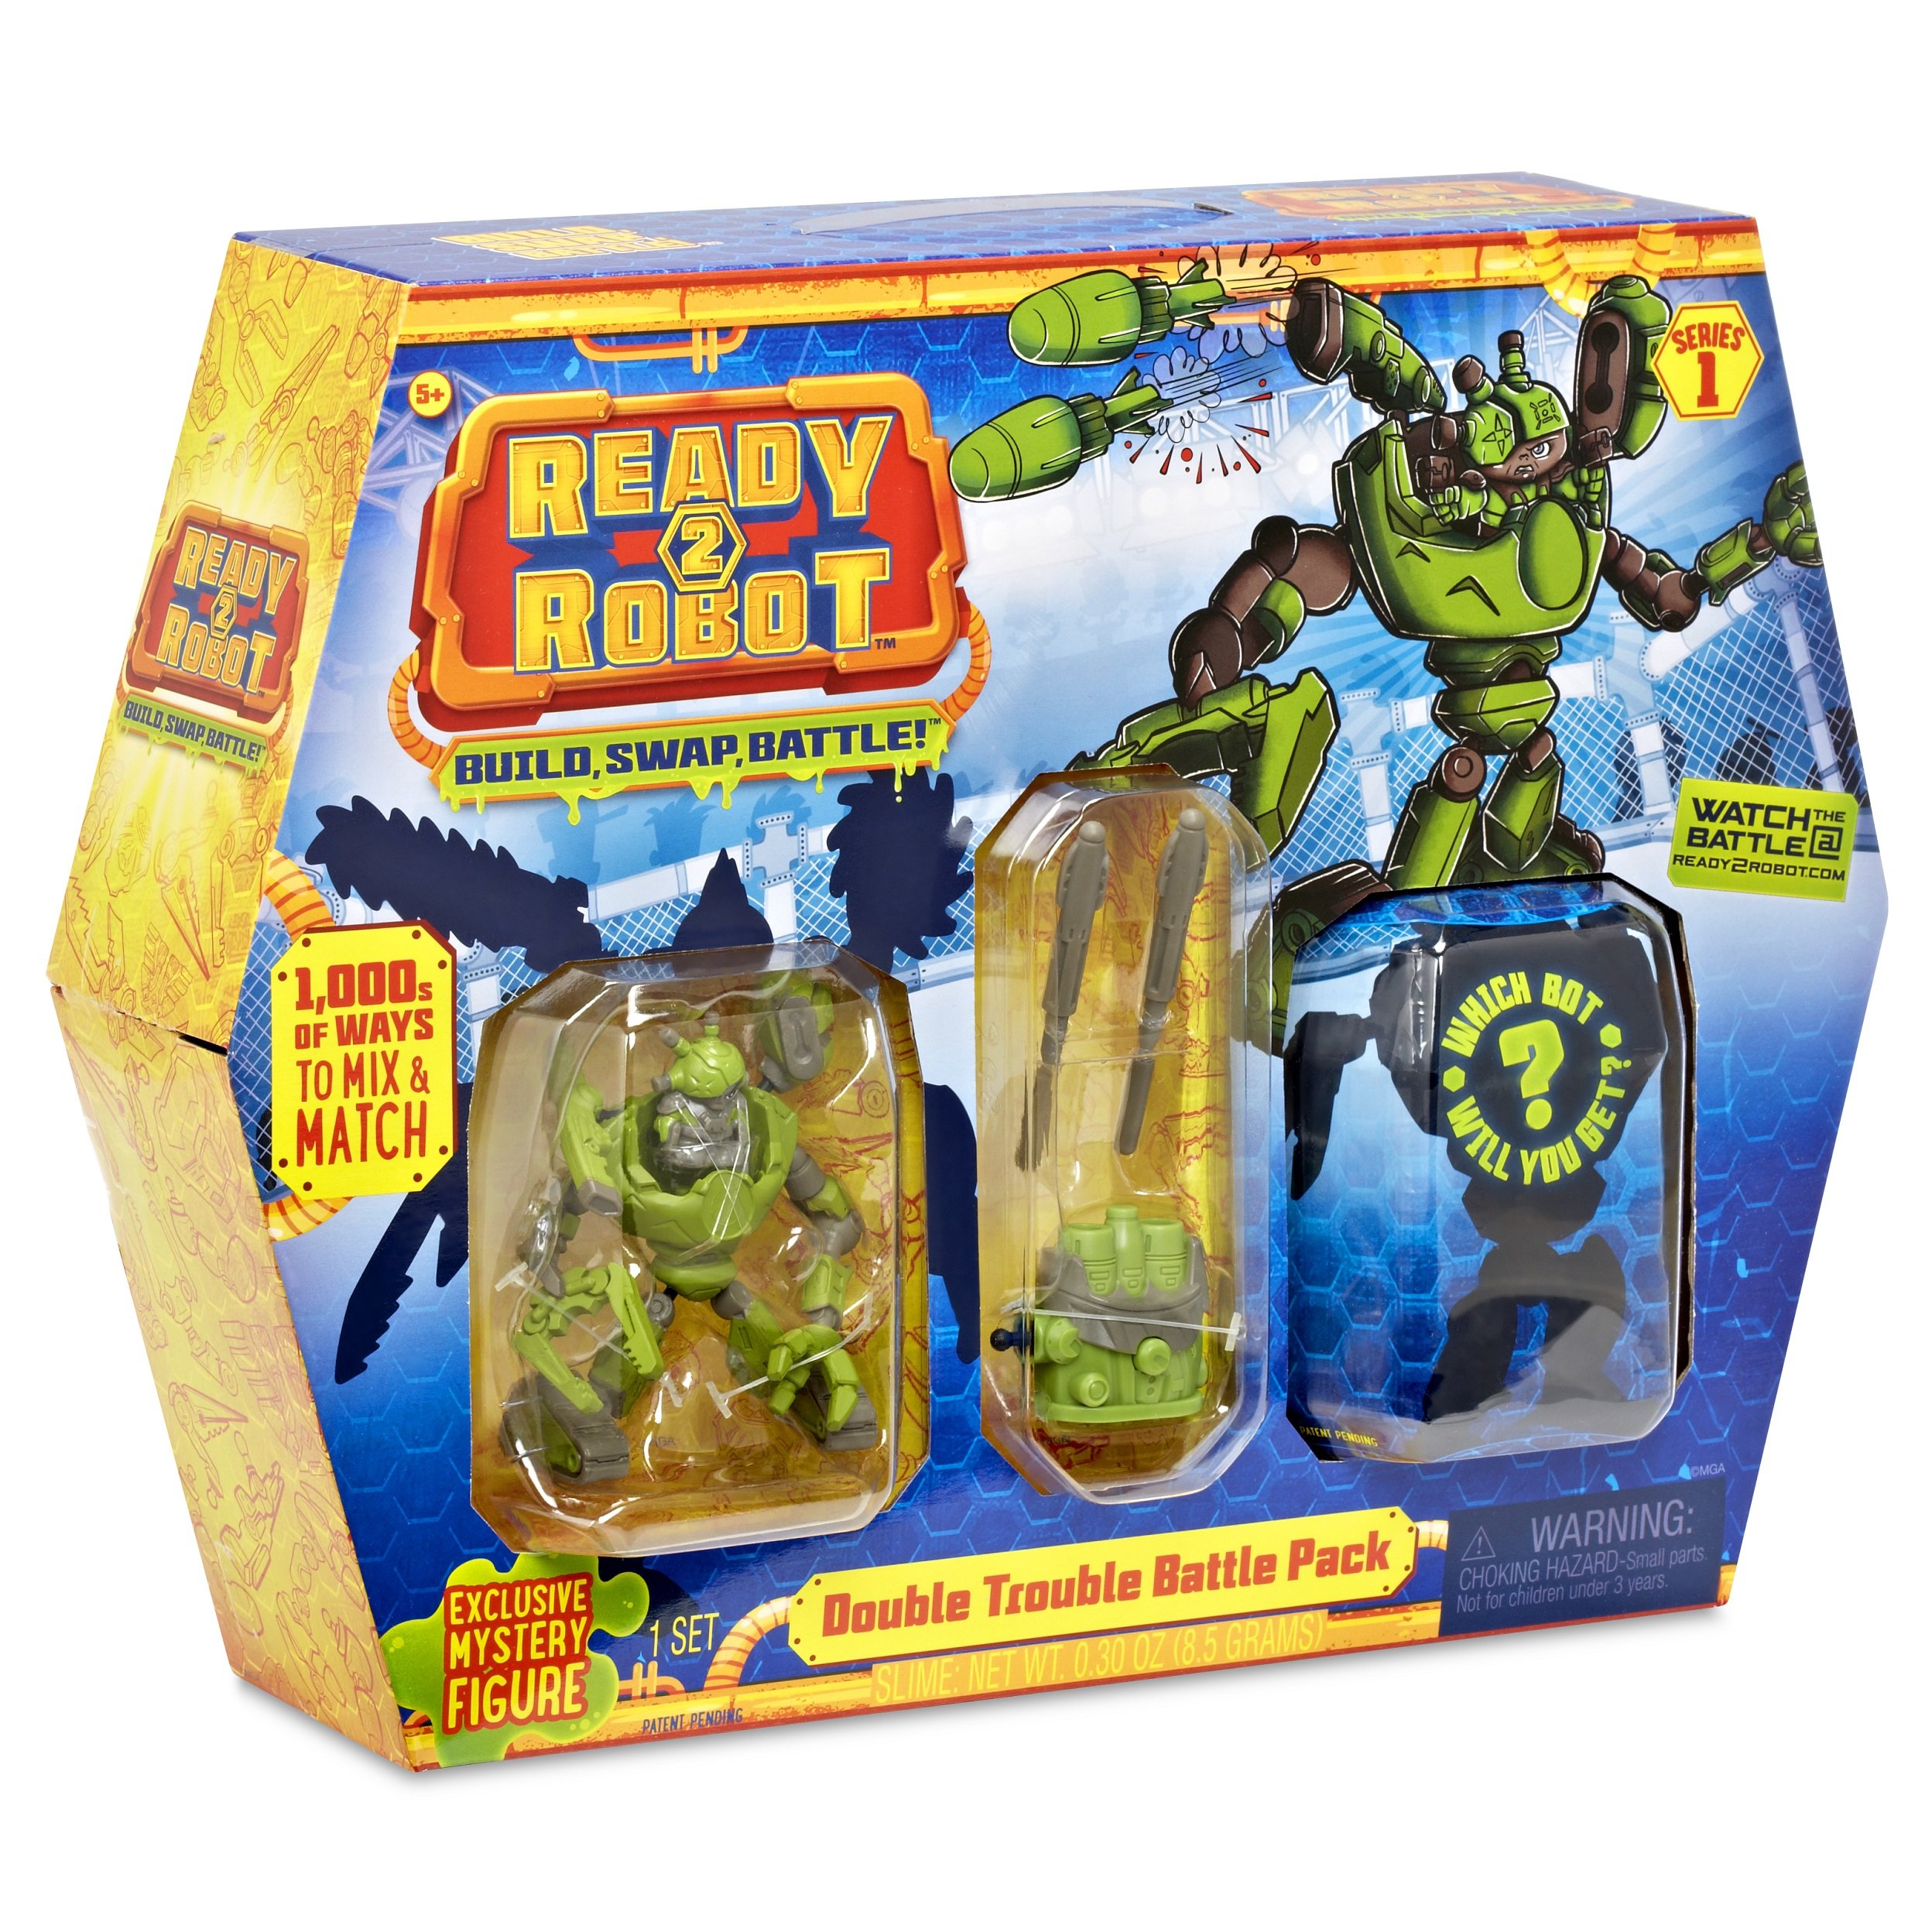 5+
READY
2
ROBOT™
BUILD, SWAP, BATTLE!™
SERIES
1
READY
2
ROBOT
BUILD, SWAP, BATTLE!
WATCH THE
BATTLE @
READY2ROBOT.COM
1,000s
OF WAYS
TO MIX &
MATCH
WHICH BOT
?
WILL YOU GET?
PATENT PENDING
©MGA
WARNING:
CHOKING HAZARD-Small parts.
Not for children under 3 years.
Double Trouble Battle Pack
EXCLUSIVE
MYSTERY
FIGURE
1 SET
SLIME: NET WT. 0.30 OZ (8.5 GRAMS)
PATENT PENDING